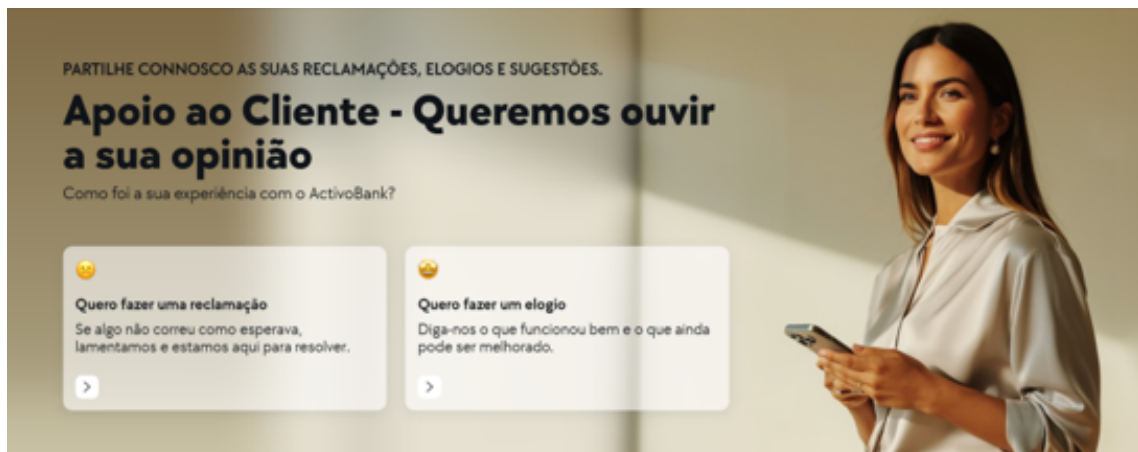 PARTILHE CONNOSCO AS SUAS RECLAMAÇÕES, ELOGIOS E SUGESTÕES.
Apoio ao Cliente - Queremos ouvir
a sua opinião
Como foi a sua experiência com o ActivoBank?
Quero fazer uma reclamação
Se algo não correu como esperava,
lamentamos e estamos aqui para resolver.
Quero fazer um elogio
Diga-nos o que funcionou bem e o que ainda
pode ser melhorado.